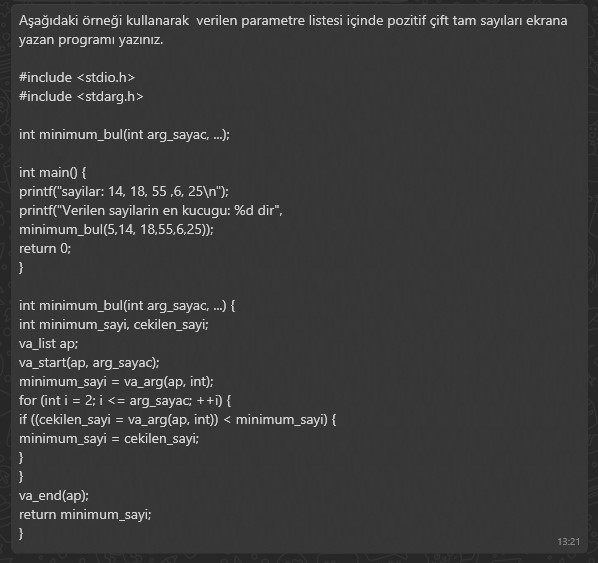 Aşağıdaki örneği kullanarak  verilen parametre listesi içinde pozitif çift tam sayıları ekrana
yazan programı yazınız.

#include <stdio.h>
#include <stdarg.h>

int minimum_bul(int arg_sayac, ...);

int main() {
printf("sayilar: 14, 18, 55 ,6, 25\n");
printf("Verilen sayilarin en kucugu: %d dir",
minimum_bul(5,14, 18,55,6,25));
return 0;
}

int minimum_bul(int arg_sayac, ...) {
int minimum_sayi, cekilen_sayi;
va_list ap;
va_start(ap, arg_sayac);
minimum_sayi = va_arg(ap, int);
for (int i = 2; i <= arg_sayac; ++i) {
if ((cekilen_sayi = va_arg(ap, int)) < minimum_sayi) {
minimum_sayi = cekilen_sayi;
}
}
va_end(ap);
return minimum_sayi;
}
13:21